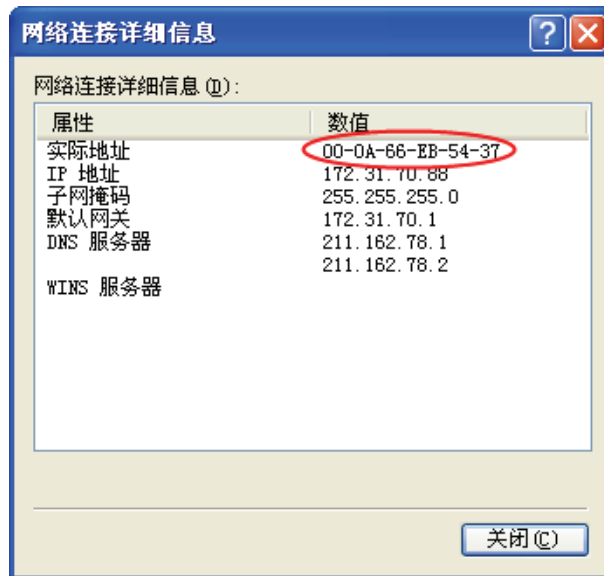 网络连接详细信息
网络连接详细信息(D):
属性 数值
实际地址 00-0A-66-EB-54-37
IP 地址 172.31.70.88
子网掩码 255.255.255.0
默认网关 172.31.70.1
DNS 服务器 211.162.78.1
211.162.78.2
WINS 服务器
关闭(C)